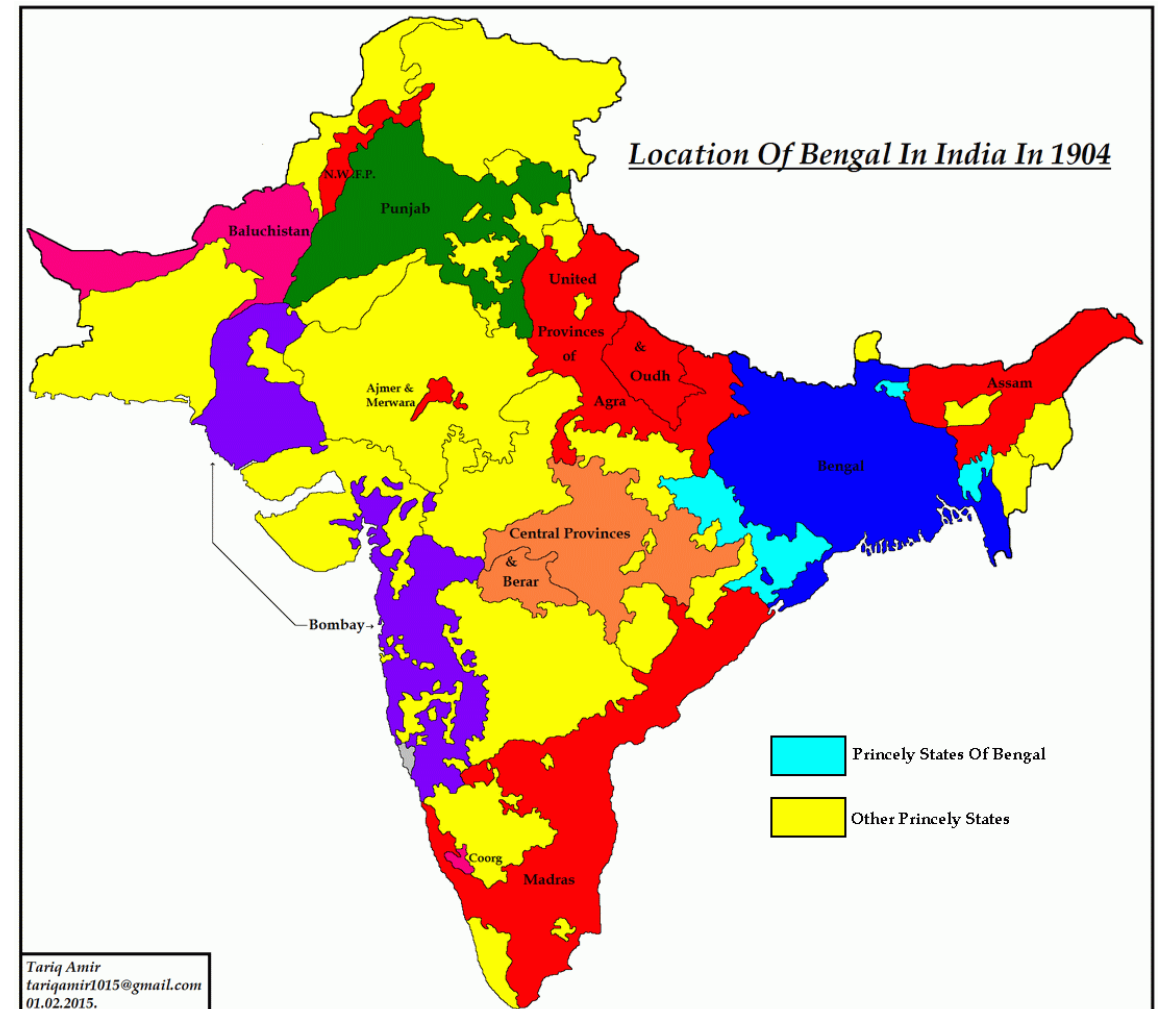 Location Of Bengal In India In 1904
N.W.F.P.
Punjab
Baluchistan
United
Provinces
of
Agra
&
Oudh
Ajmer &
Merwara
Assam
Bengal
Central Provinces
&
Berar
Bombay→
Princely States Of Bengal
Other Princely States
Coorg
Madras
Tariq Amir
tariqamir1015@gmail.com
01.02.2015.